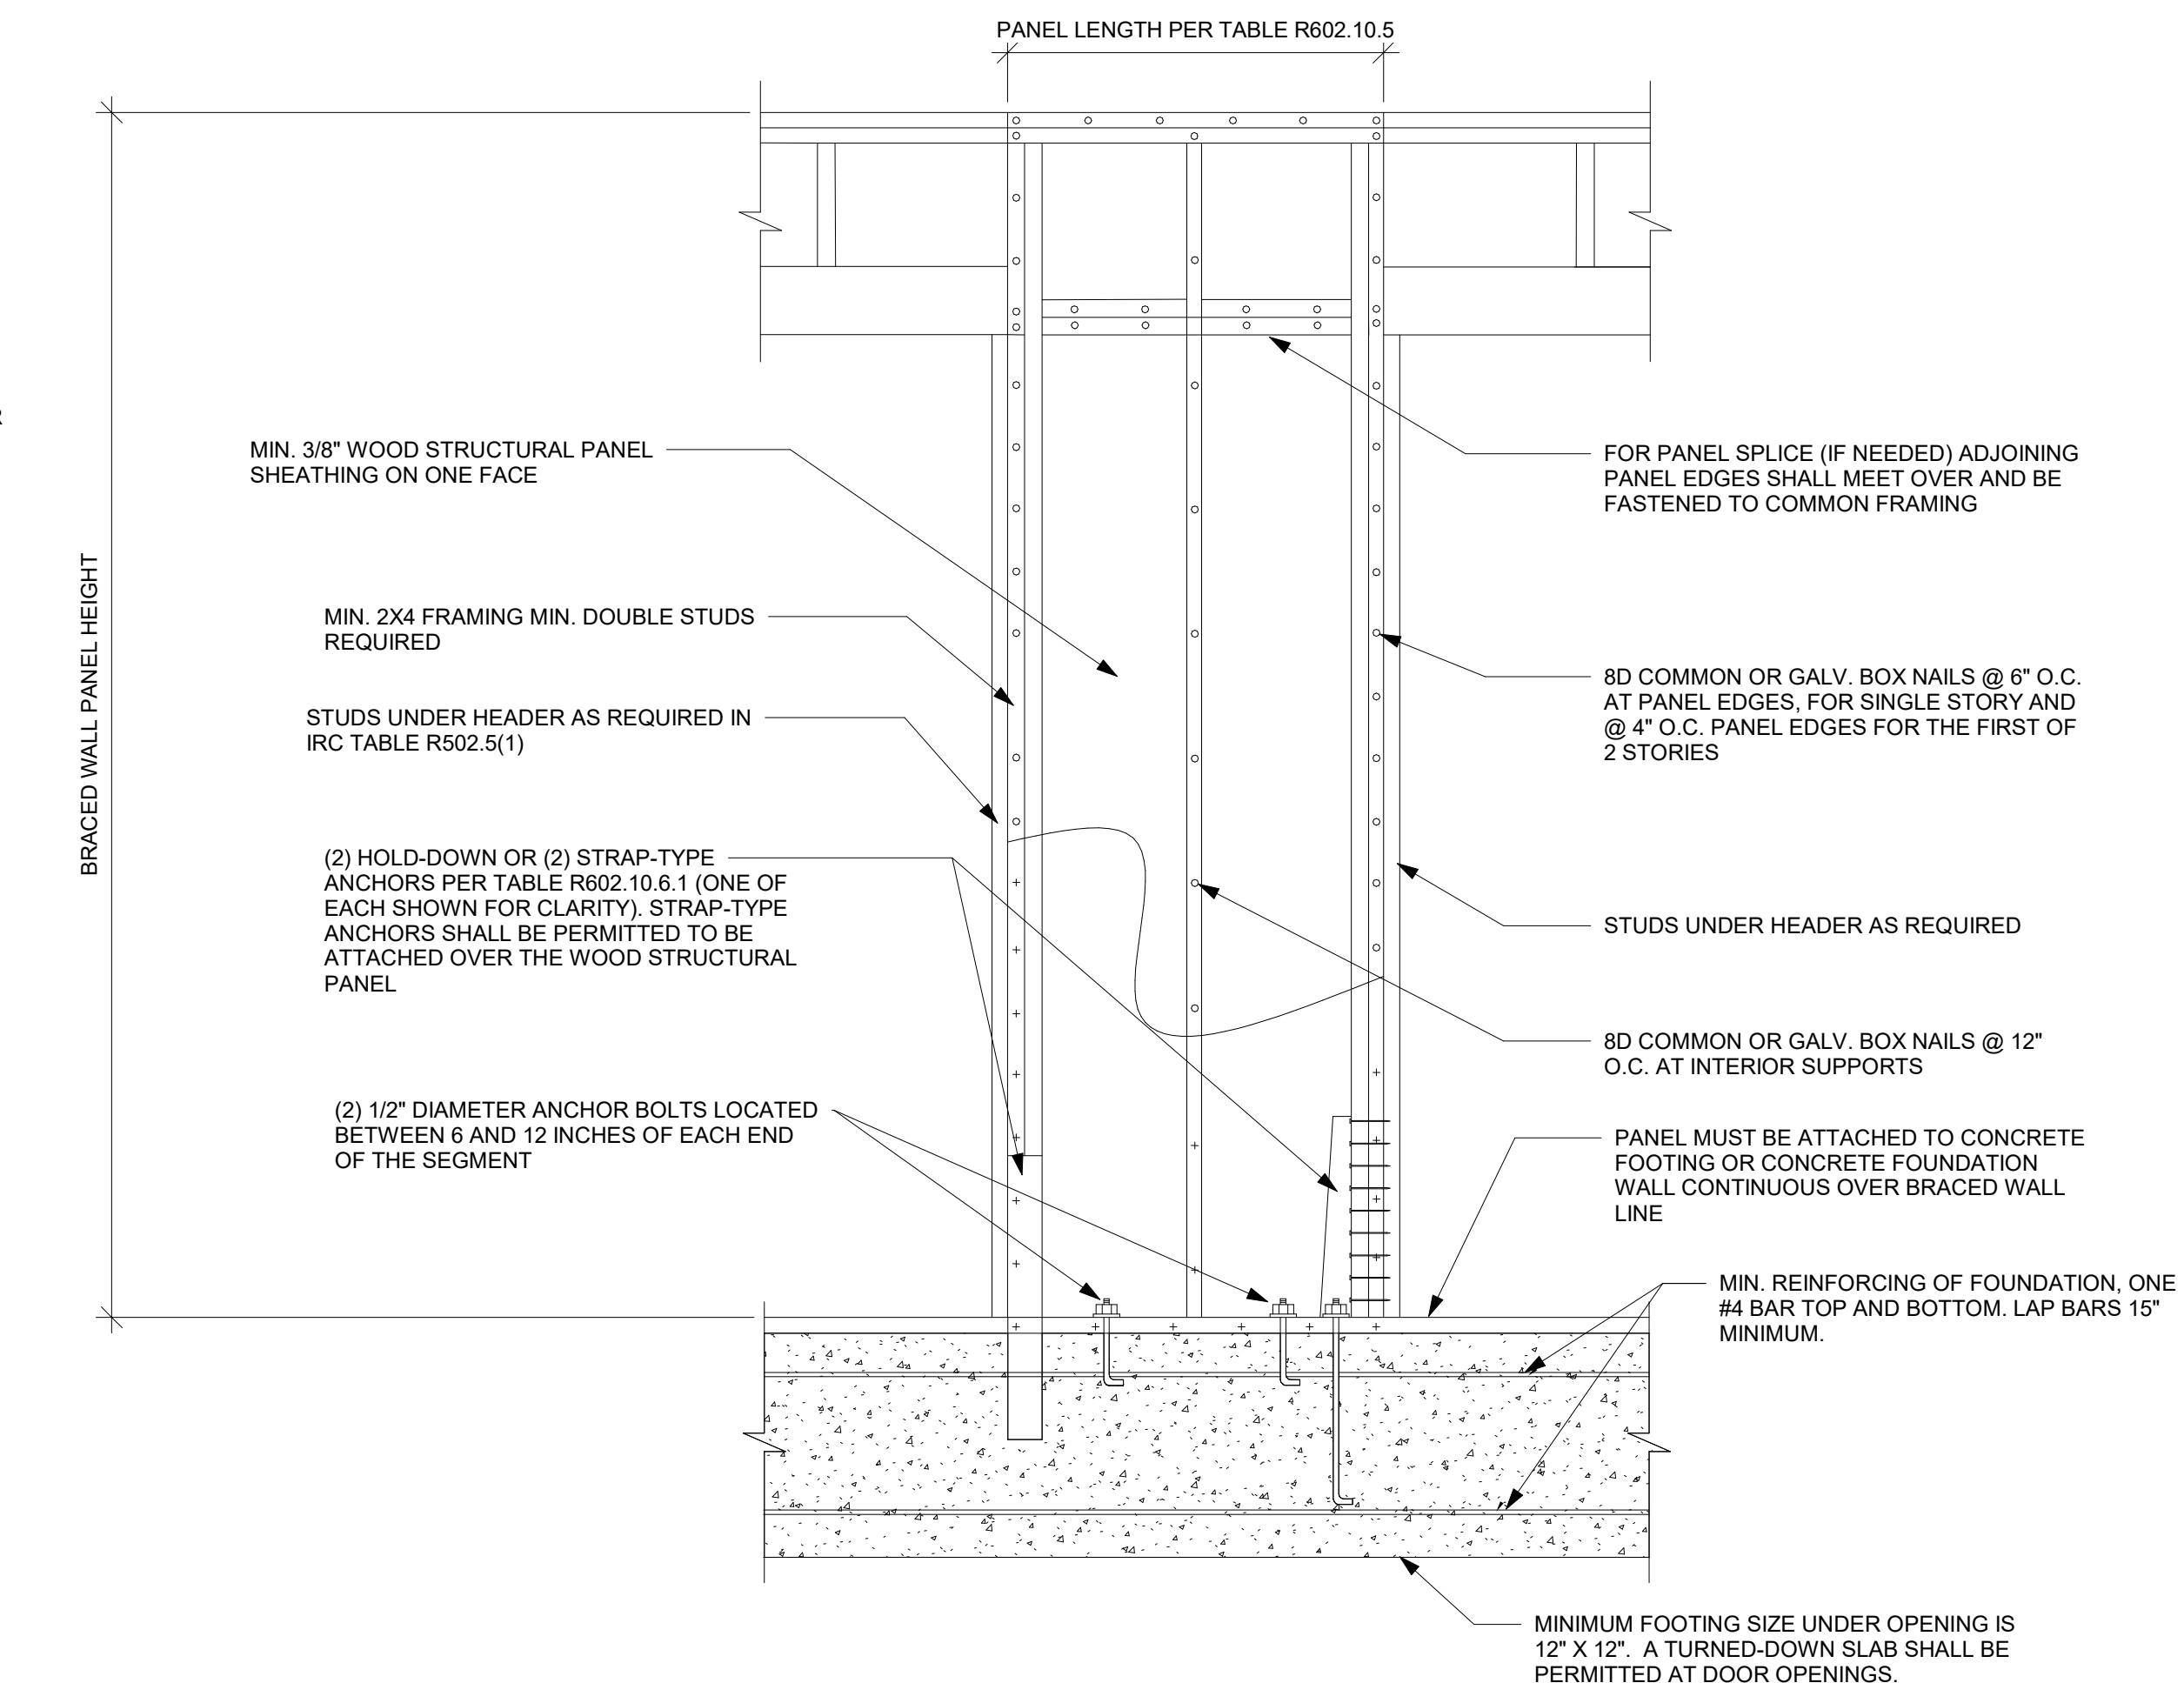 PANEL LENGTH PER TABLE R602.10.5
R
BRACED WALL PANEL HEIGHT
MIN. 3/8" WOOD STRUCTURAL PANEL
SHEATHING ON ONE FACE
MIN. 2X4 FRAMING MIN. DOUBLE STUDS
REQUIRED
STUDS UNDER HEADER AS REQUIRED IN
IRC TABLE R502.5(1)
(2) HOLD-DOWN OR (2) STRAP-TYPE
ANCHORS PER TABLE R602.10.6.1 (ONE OF
EACH SHOWN FOR CLARITY). STRAP-TYPE
ANCHORS SHALL BE PERMITTED TO BE
ATTACHED OVER THE WOOD STRUCTURAL
PANEL
(2) 1/2" DIAMETER ANCHOR BOLTS LOCATED
BETWEEN 6 AND 12 INCHES OF EACH END
OF THE SEGMENT
FOR PANEL SPLICE (IF NEEDED) ADJOINING
PANEL EDGES SHALL MEET OVER AND BE
FASTENED TO COMMON FRAMING
8D COMMON OR GALV. BOX NAILS @ 6" O.C.
AT PANEL EDGES, FOR SINGLE STORY AND
@ 4" O.C. PANEL EDGES FOR THE FIRST OF
2 STORIES
STUDS UNDER HEADER AS REQUIRED
8D COMMON OR GALV. BOX NAILS @ 12"
O.C. AT INTERIOR SUPPORTS
PANEL MUST BE ATTACHED TO CONCRETE
FOOTING OR CONCRETE FOUNDATION
WALL CONTINUOUS OVER BRACED WALL
LINE
MIN. REINFORCING OF FOUNDATION, ONE
#4 BAR TOP AND BOTTOM. LAP BARS 15"
MINIMUM.
MINIMUM FOOTING SIZE UNDER OPENING IS
12" X 12". A TURNED-DOWN SLAB SHALL BE
PERMITTED AT DOOR OPENINGS.